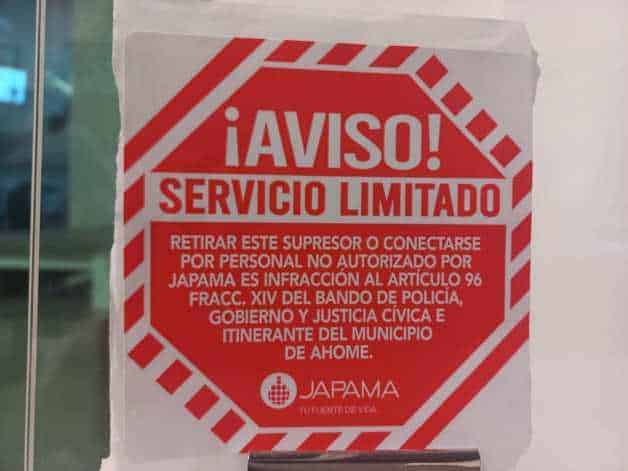 ¡AVISO!
SERVICIO LIMITADO
RETIRAR ESTE SUPRESOR O CONECTARSE
POR PERSONAL NO AUTORIZADO POR
JAPAMA ES INFRACCIÓN AL ARTÍCULO 96
FRACC. XIV DEL BANDO DE POLICÍA,
GOBIERNO Y JUSTICIA CÍVICA E
ITINERANTE DEL MUNICIPIO
DE AHOME.
JAPAMA
TU FUENTE DE VIDA